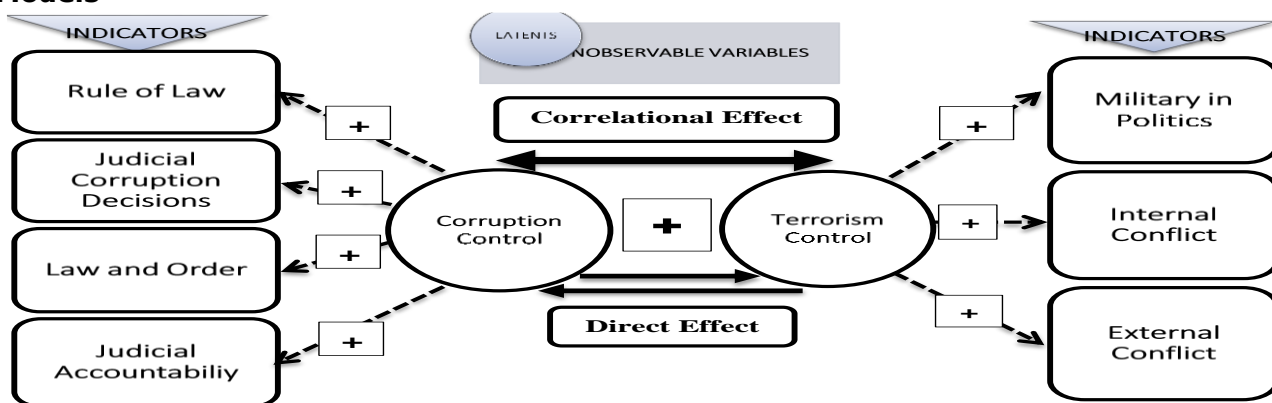 INDICATORS
Rule of Law
Judicial
Corruption
Decisions
Law and Order
Judicial
Accountabiliy
+
+
+
+
LATENTS
NOBSERVABLE VARIABLES
Correlational Effect
Corruption
Control
+
Terrorism
Control
Direct Effect
+
+
+
INDICATORS
Military in
Politics
Internal
Conflict
External
Conflict